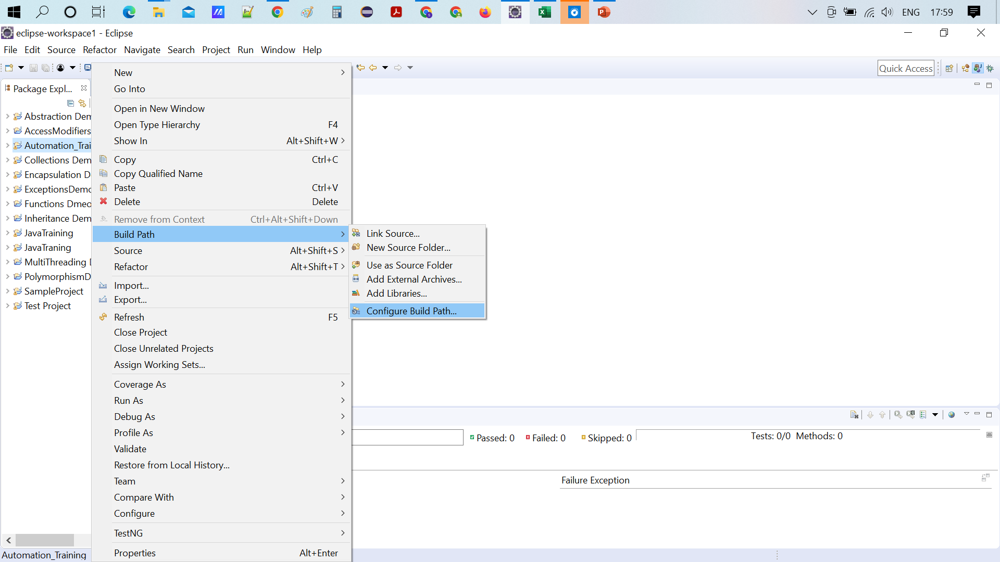 ENG 17:59
eclipse-workspace1 - Eclipse
File Edit Source Refactor Navigate Search Project Run Window Help
Quick Access
Package Expl...
Abstraction Dem
AccessModifiers
Automation_Trai
Collections Dem
Encapsulation D
ExceptionsDemo
Functions Dmeo
Inheritance Dem
JavaTraining
JavaTraning
MultiThreading D
PolymorphismD
SampleProject
Test Project
New
Go Into
Open in New Window
Open Type Hierarchy F4
Show In Alt+Shift+W
Copy Ctrl+C
Copy Qualified Name
Paste Ctrl+V
Delete Delete
Remove from Context Ctrl+Alt+Shift+Down
Build Path
Source Alt+Shift+S
Refactor Alt+Shift+T
Import...
Export...
Refresh F5
Close Project
Close Unrelated Projects
Assign Working Sets...
Coverage As
Run As
Debug As
Profile As
Validate
Restore from Local History...
Team
Compare With
Configure
TestNG
Properties Alt+Enter
Link Source...
New Source Folder...
Use as Source Folder
Add External Archives...
Add Libraries...
Configure Build Path...
Passed: 0 Failed: 0 Skipped: 0
Tests: 0/0 Methods: 0
Failure Exception
Automation_Training